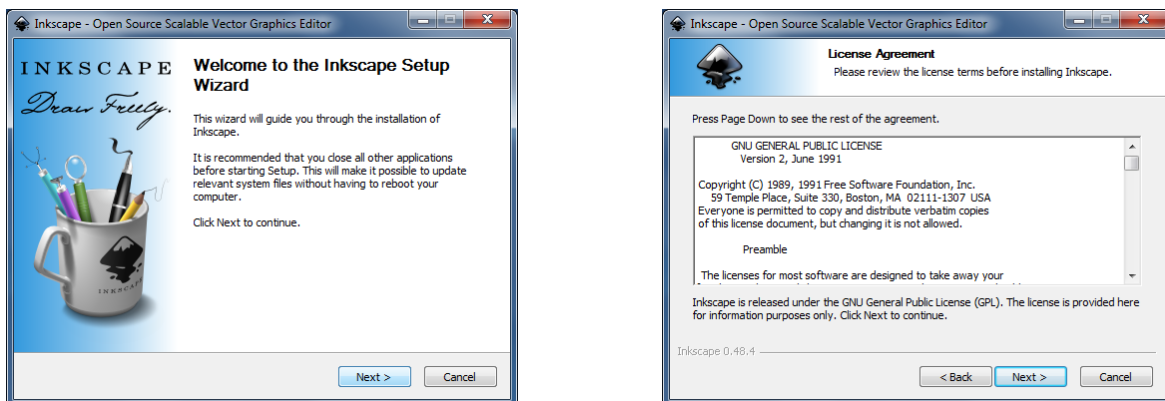 Inkscape - Open Source Scalable Vector Graphics Editor
INKSCAPE
Draw Freely.
INKSCAPE
Welcome to the Inkscape Setup
Wizard
This wizard will guide you through the installation of
Inkscape.
It is recommended that you close all other applications
before starting Setup. This will make it possible to update
relevant system files without having to reboot your
computer.
Click Next to continue.
Next >
Cancel
Inkscape - Open Source Scalable Vector Graphics Editor
License Agreement
Please review the license terms before installing Inkscape.
Press Page Down to see the rest of the agreement.
GNU GENERAL PUBLIC LICENSE
Version 2, June 1991
Copyright (C) 1989, 1991 Free Software Foundation, Inc.
59 Temple Place, Suite 330, Boston, MA 02111-1307 USA
Everyone is permitted to copy and distribute verbatim copies
of this license document, but changing it is not allowed.
Preamble
The licenses for most software are designed to take away your
Inkscape is released under the GNU General Public License (GPL). The license is provided here
for information purposes only. Click Next to continue.
Inkscape 0.48.4
< Back
Next >
Cancel